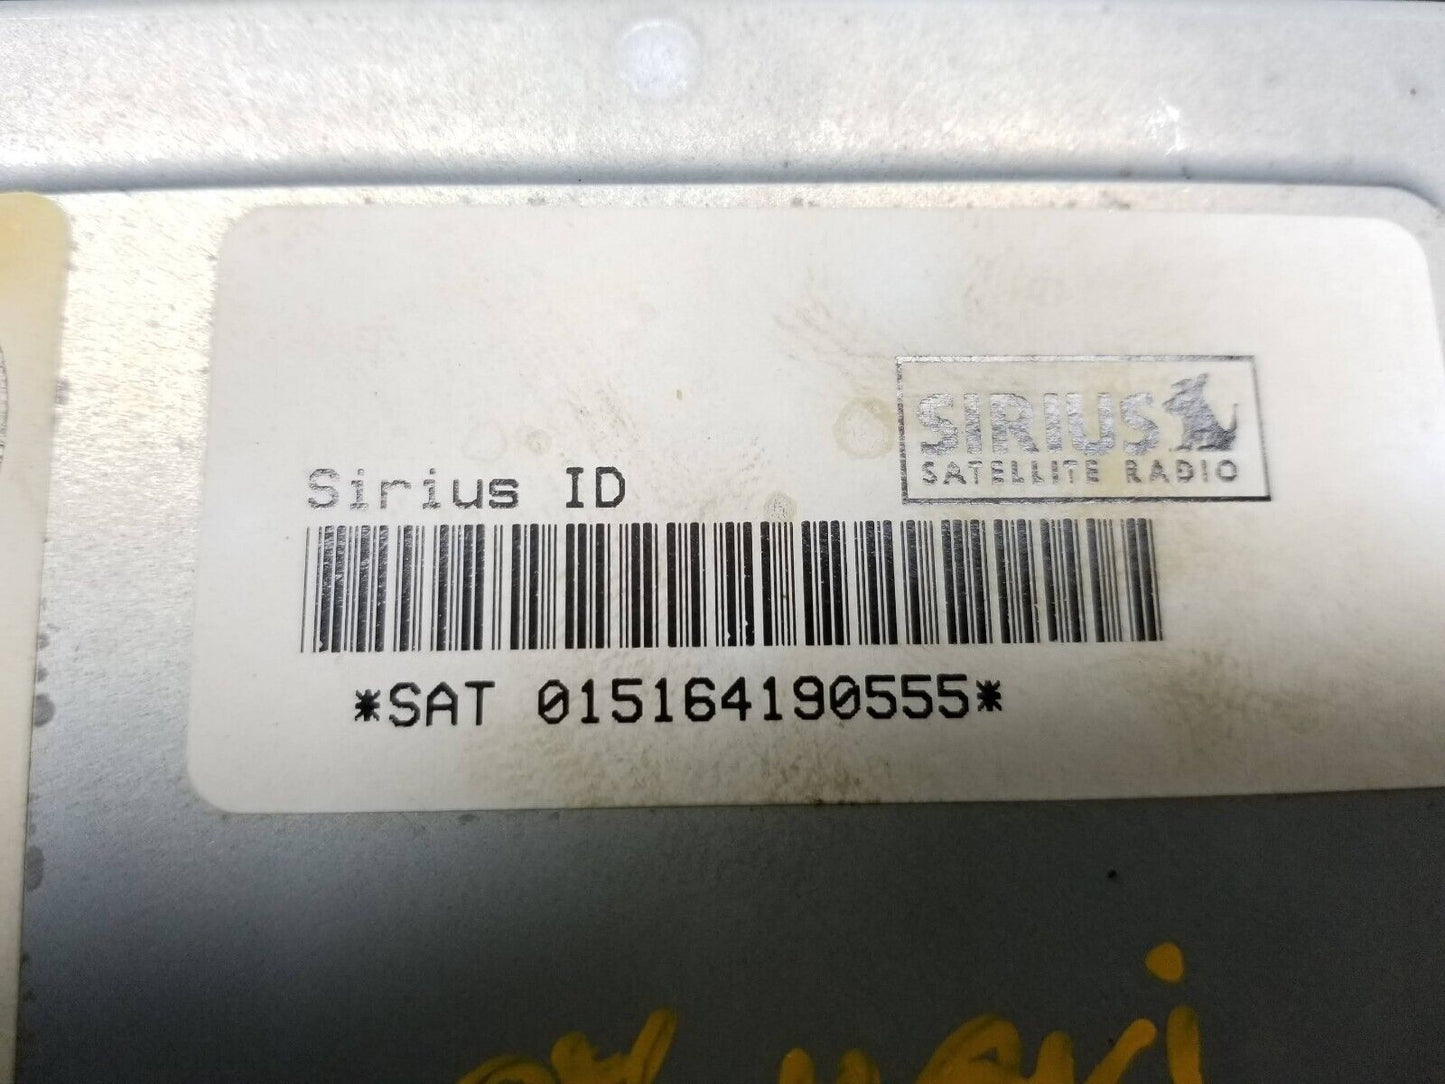 SIRIUS
SATELLITE RADIO
Sirius ID
*SAT 015164190555*